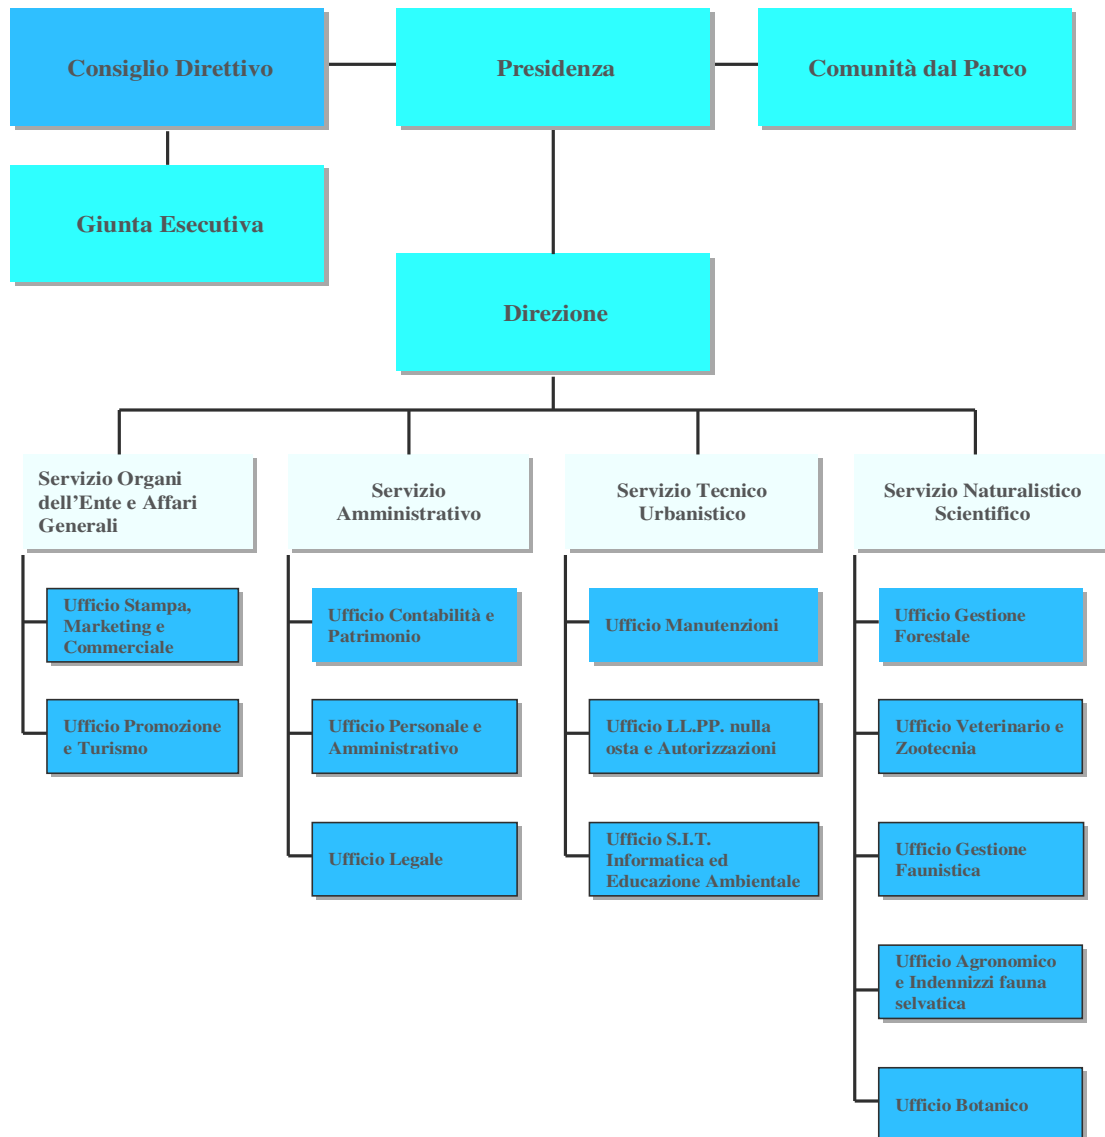 Consiglio Direttivo
Presidenza
Comunità dal Parco
Giunta Esecutiva
Direzione
Servizio Organi
dell’Ente e Affari
Generali
Servizio
Amministrativo
Servizio Tecnico
Urbanistico
Servizio Naturalistico
Scientifico
Ufficio Stampa,
Marketing e
Commerciale
Ufficio Promozione
e Turismo
Ufficio Contabilità e
Patrimonio
Ufficio Personale e
Amministrativo
Ufficio Legale
Ufficio Manutenzioni
Ufficio LL.PP. nulla
osta e Autorizzazioni
Ufficio S.I.T.
Informatica ed
Educazione Ambientale
Ufficio Gestione
Forestale
Ufficio Veterinario e
Zootecnia
Ufficio Gestione
Faunistica
Ufficio Agronomico
e Indennizzi fauna
selvatica
Ufficio Botanico